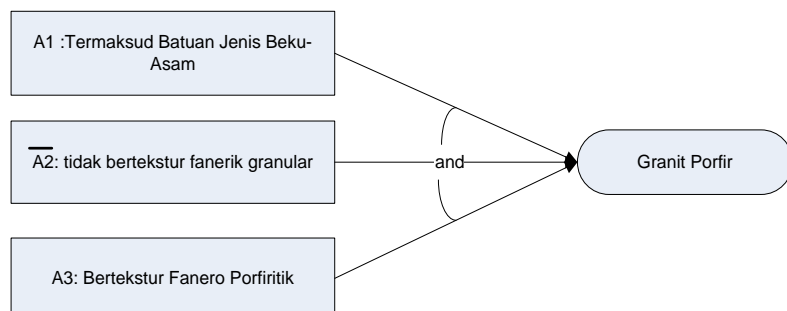 A1 :Termaksud Batuan Jenis Beku-
Asam
A2: tidak bertekstur fanerik granular
and
Granit Porfir
A3: Bertekstur Fanero Porfiritik